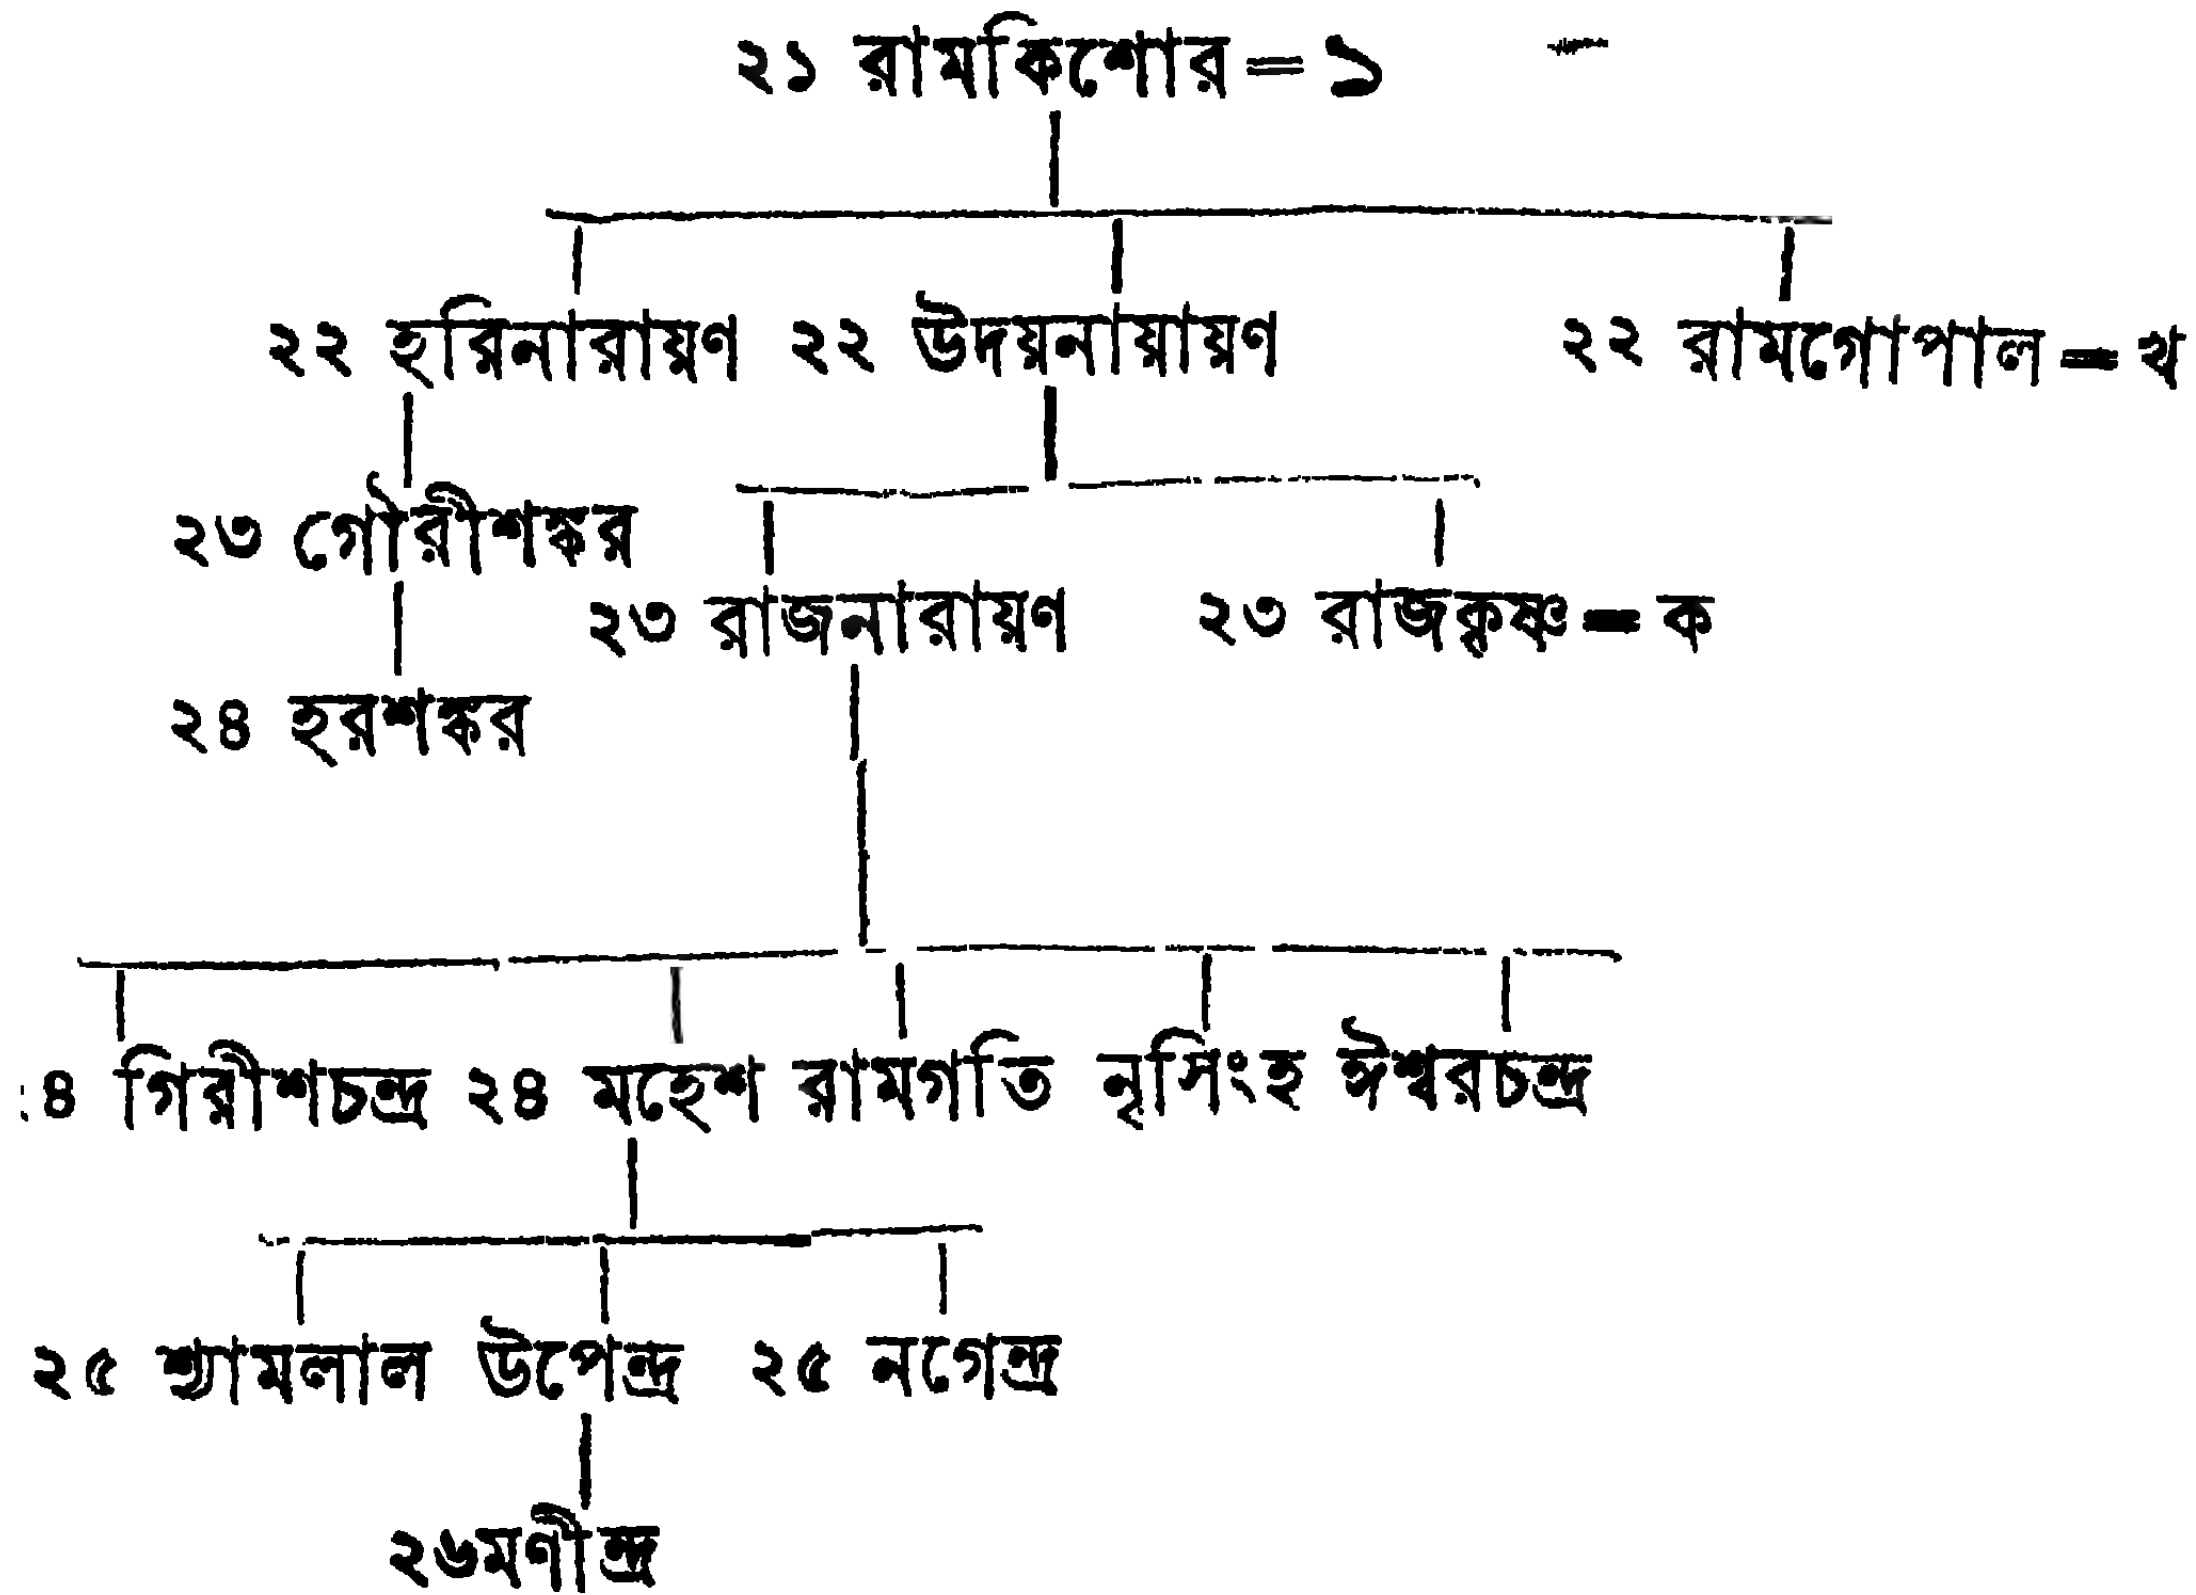 ২১ রামকিশোর = ১
২২ হরিনারায়ণ ২২ উদয়নায়ায়ণ ২২ রামগোপাল = খ
২৩ গৌরীশঙ্কর
২৩ রাজনারায়ণ ২৩ রাজকৃষ্ণ = ক
২৪ হরশঙ্কর
৪ গিরীশচন্দ্র ২৪ মহেশ রামগতি নৃসিংহ ঈশ্বরচন্দ্র
২৫ শ্যামলাল উপেন্দ্র ২৫ নগেন্দ্র
২৬মণীন্দ্র